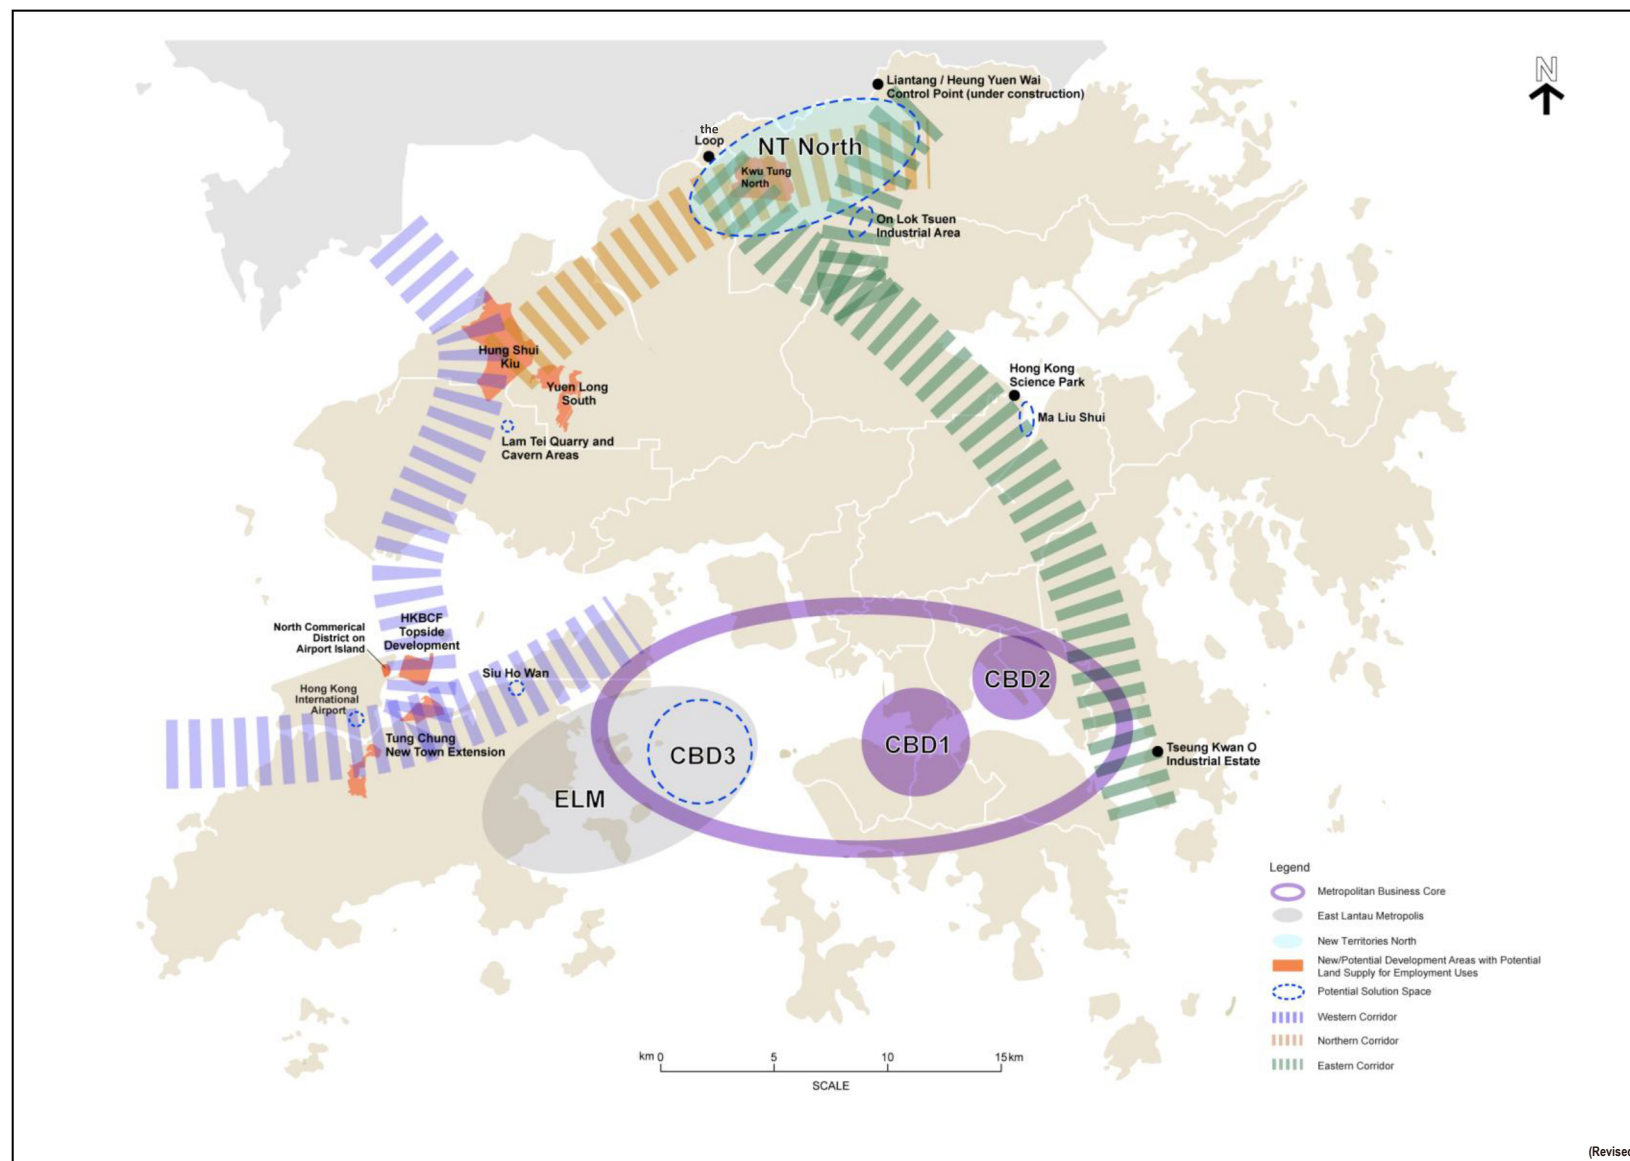 N
Liantang / Heung Yuen Wai
Control Point (under construction)
the
Loop
NT North
Kwu Tung
North
On Lok Tsuen
Industrial Area
Hung Shui
Kiu
Yuen Long
South
Hong Kong
Science Park
Ma Liu Shui
Lam Tei Quarry and
Cavern Areas
North Commerical
District on
Airport Island
HKBCF
Topside
Development
Siu Ho Wan
Hong Kong
International
Airport
Tung Chung
New Town Extension
CBD2
CBD1
CBD3
ELM
Tseung Kwan O
Industrial Estate
Legend
Metropolitan Business Core
East Lantau Metropolis
New Territories North
New/Potential Development Areas with Potential
Land Supply for Employment Uses
Potential Solution Space
Western Corridor
Northern Corridor
Eastern Corridor
km 0 5 10 15km
SCALE
(Revised